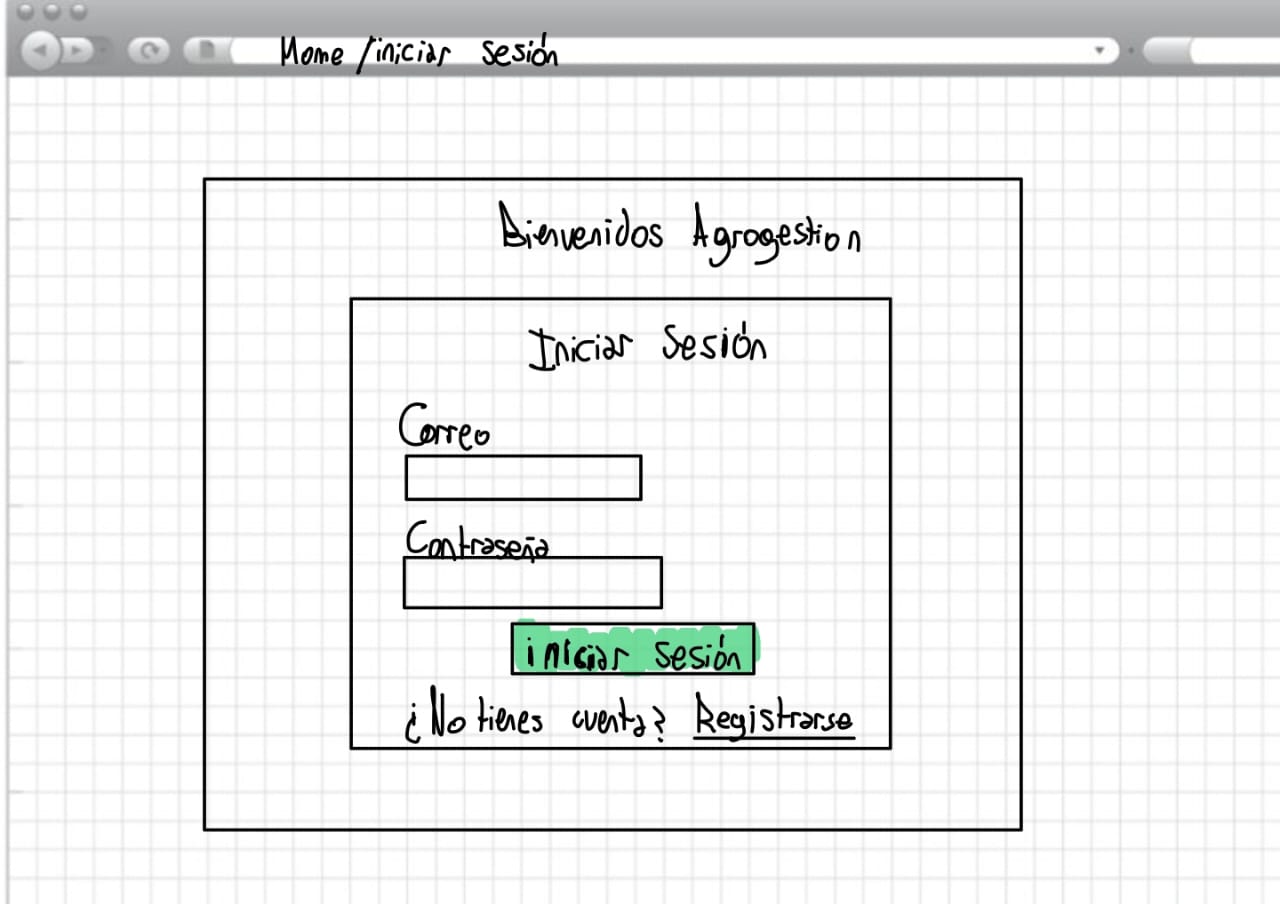 Home /iniciar sesión
Bienvenidos Agrogestion
Iniciar Sesión
Correo
Contraseña
iniciar sesión
¿No tienes cuenta? Registrarse